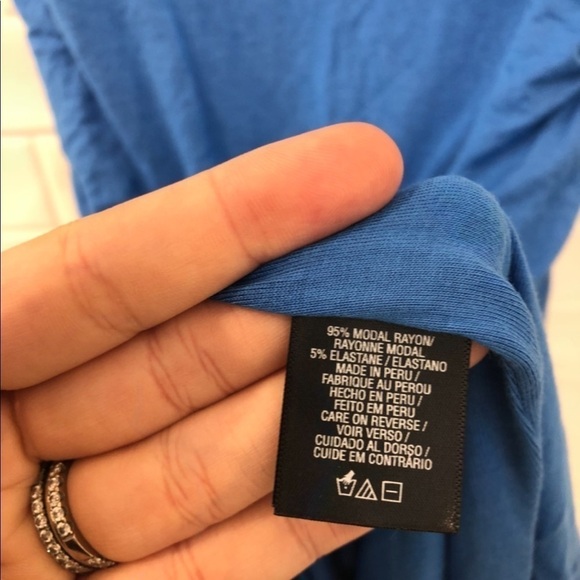 95% MODAL RAYON/
RAYONNE MODAL
5% ELASTANE / ELASTANO
MADE IN PERU /
FABRIQUE AU PEROU
HECHO EN PERU /
FEITO EM PERU
CARE ON REVERSE /
VOIR VERSO /
CUIDADO AL DORSO /
CUIDE EM CONTRÁRIO